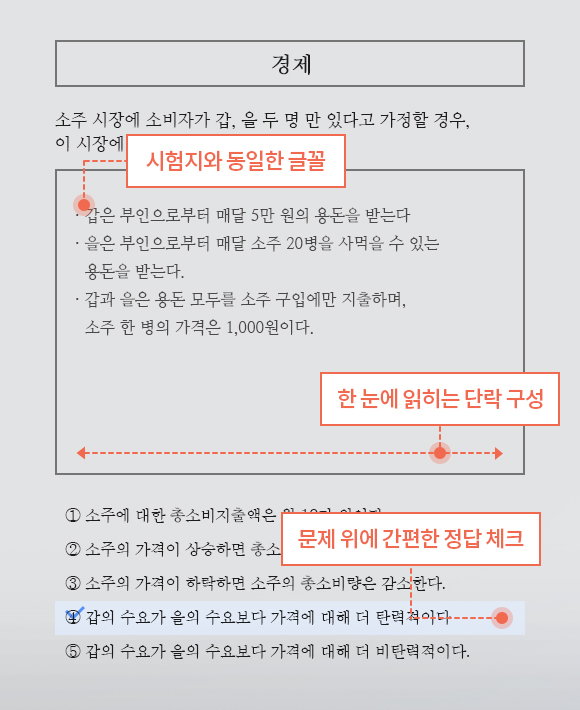 경제
소주 시장에 소비자가 갑, 을 두 명 만 있다고 가정할 경우,
이 시장에
시험지와 동일한 글꼴
· 갑은 부인으로부터 매달 5만 원의 용돈을 받는다
· 을은 부인으로부터 매달 소주 20병을 사먹을 수 있는
용돈을 받는다.
· 갑과 을은 용돈 모두를 소주 구입에만 지출하며,
소주 한 병의 가격은 1,000원이다.
한 눈에 읽히는 단락 구성
① 소주에 대한 총소비지출액은
문제 위에 간편한 정답 체크
② 소주의 가격이 상승하면 총소
③ 소주의 가격이 하락하면 소주의 총소비량은 감소한다.
④ 갑의 수요가 을의 수요보다 가격에 대해 더 탄력적이다
⑤ 갑의 수요가 을의 수요보다 가격에 대해 더 비탄력적이다.